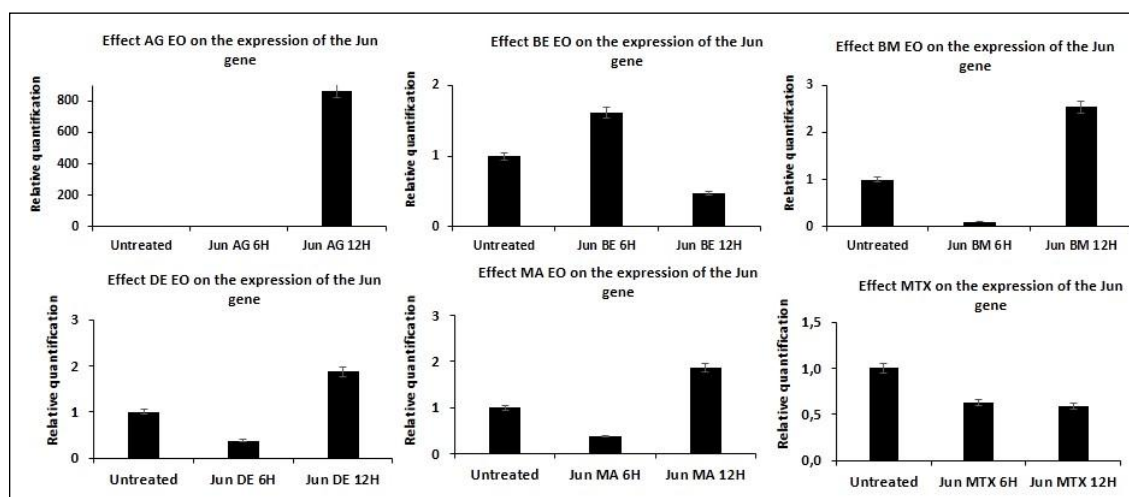 Effect AG EO on the expression of the Jun
gene
Relative quantification
800
600
400
200
0
Untreated Jun AG 6H Jun AG 12H
Effect BE EO on the expression of the Jun
gene
Relative quantification
2
1
0
Untreated Jun BE 6H Jun BE 12H
Effect BM EO on the expression of the Jun
gene
Relative quantification
3
2
1
0
Untreated Jun BM 6H Jun BM 12H
Effect DE EO on the expression of the Jun
gene
Relative quantification
3
2
1
0
Untreated Jun DE 6H Jun DE 12H
Effect MA EO on the expression of the Jun
gene
Relative quantification
3
2
1
0
Untreated Jun MA 6H Jun MA 12H
Effect MTX on the expression of the Jun
gene
Relative quantification
1,5
1,0
0,5
0,0
Untreated Jun MTX 6H Jun MTX 12H